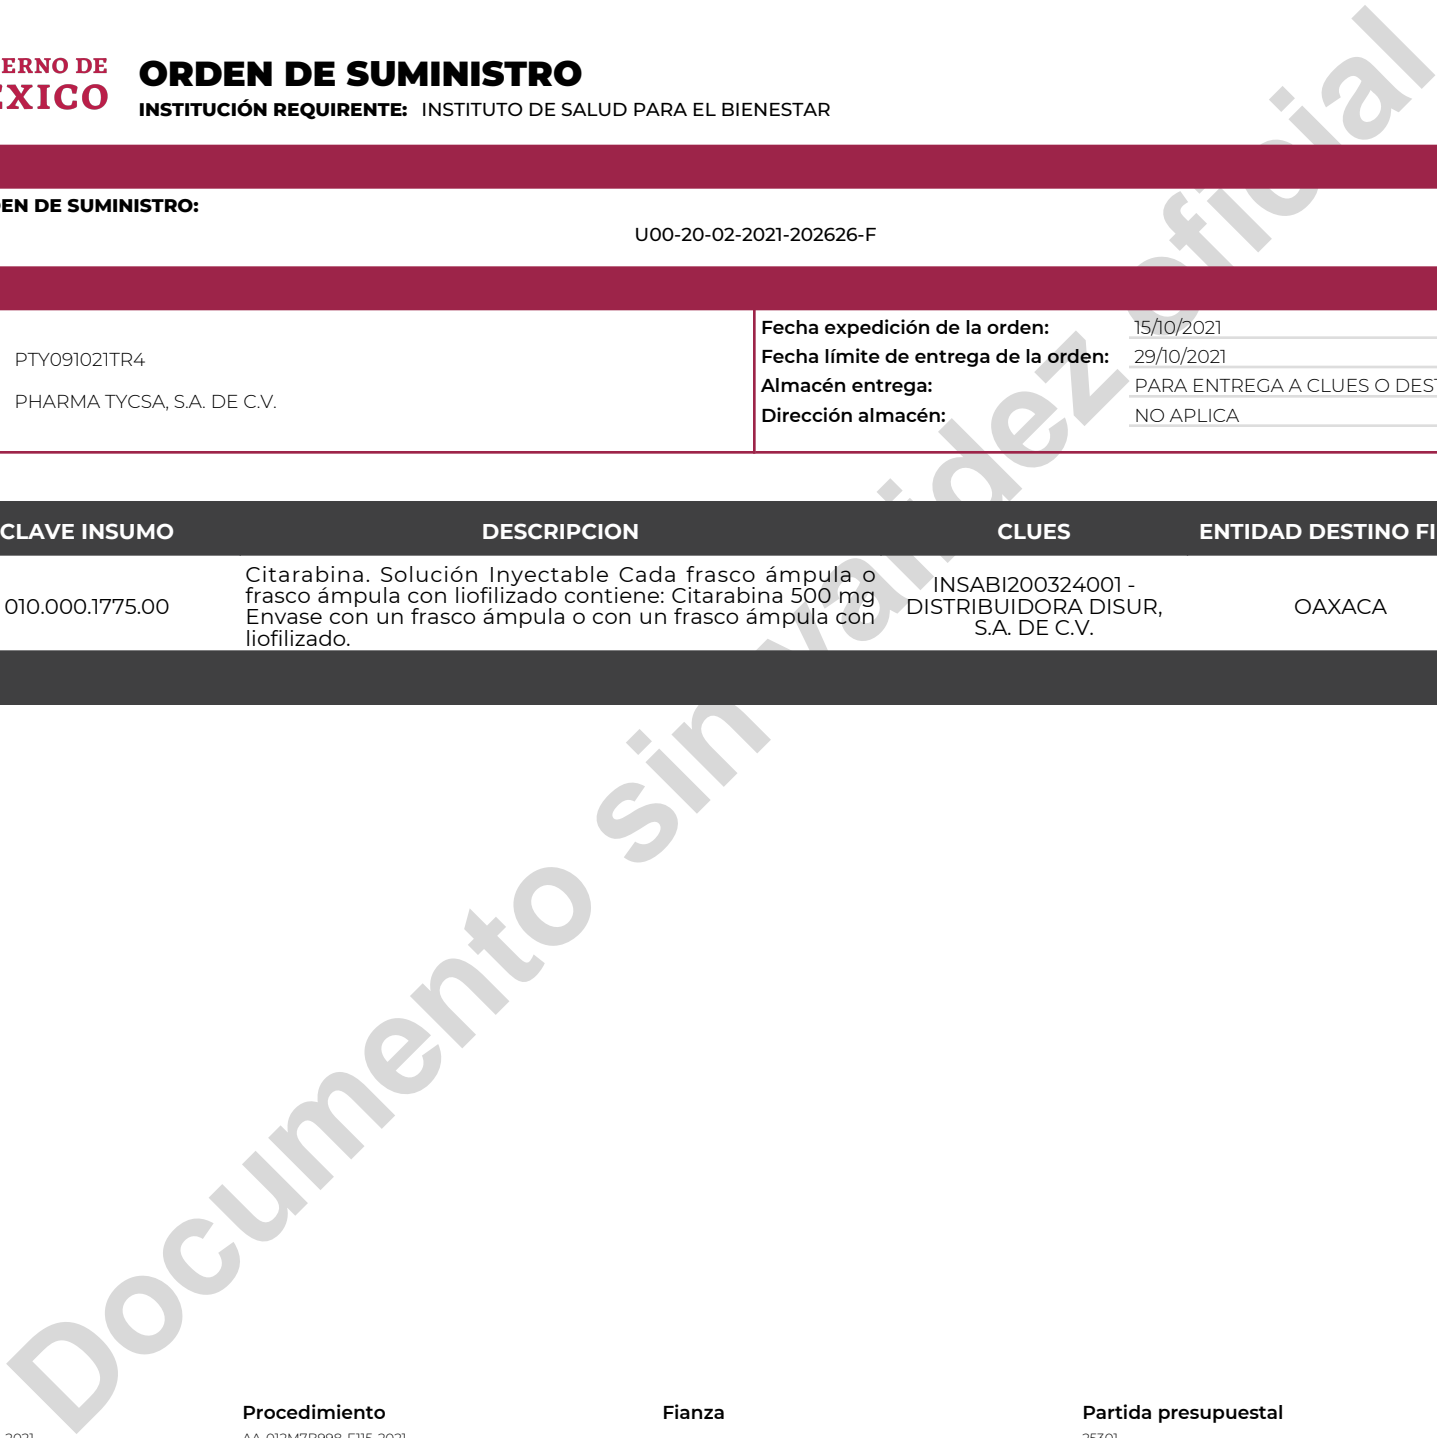 ERNO DE
ÉXICO
ORDEN DE SUMINISTRO
INSTITUCIÓN REQUIRENTE: INSTITUTO DE SALUD PARA EL BIENESTAR
EN DE SUMINISTRO:
U00-20-02-2021-202626-F
PTY091021TR4
PHARMA TYCSA, S.A. DE C.V.
Fecha expedición de la orden: 15/10/2021
Fecha límite de entrega de la orden: 29/10/2021
Almacén entrega: PARA ENTREGA A CLUES O DEST
Dirección almacén: NO APLICA
CLAVE INSUMO DESCRIPCION CLUES ENTIDAD DESTINO FI
010.000.1775.00
Citarabina. Solución Inyectable Cada frasco ámpula o
frasco ámpula con liofilizado contiene: Citarabina 500 mg
Envase con un frasco ámpula o con un frasco ámpula con
liofilizado.
INSABI200324001 -
DISTRIBUIDORA DISUR,
S.A. DE C.V.
OAXACA
Documento sin validez oficial
Procedimiento Fianza Partida presupuestal